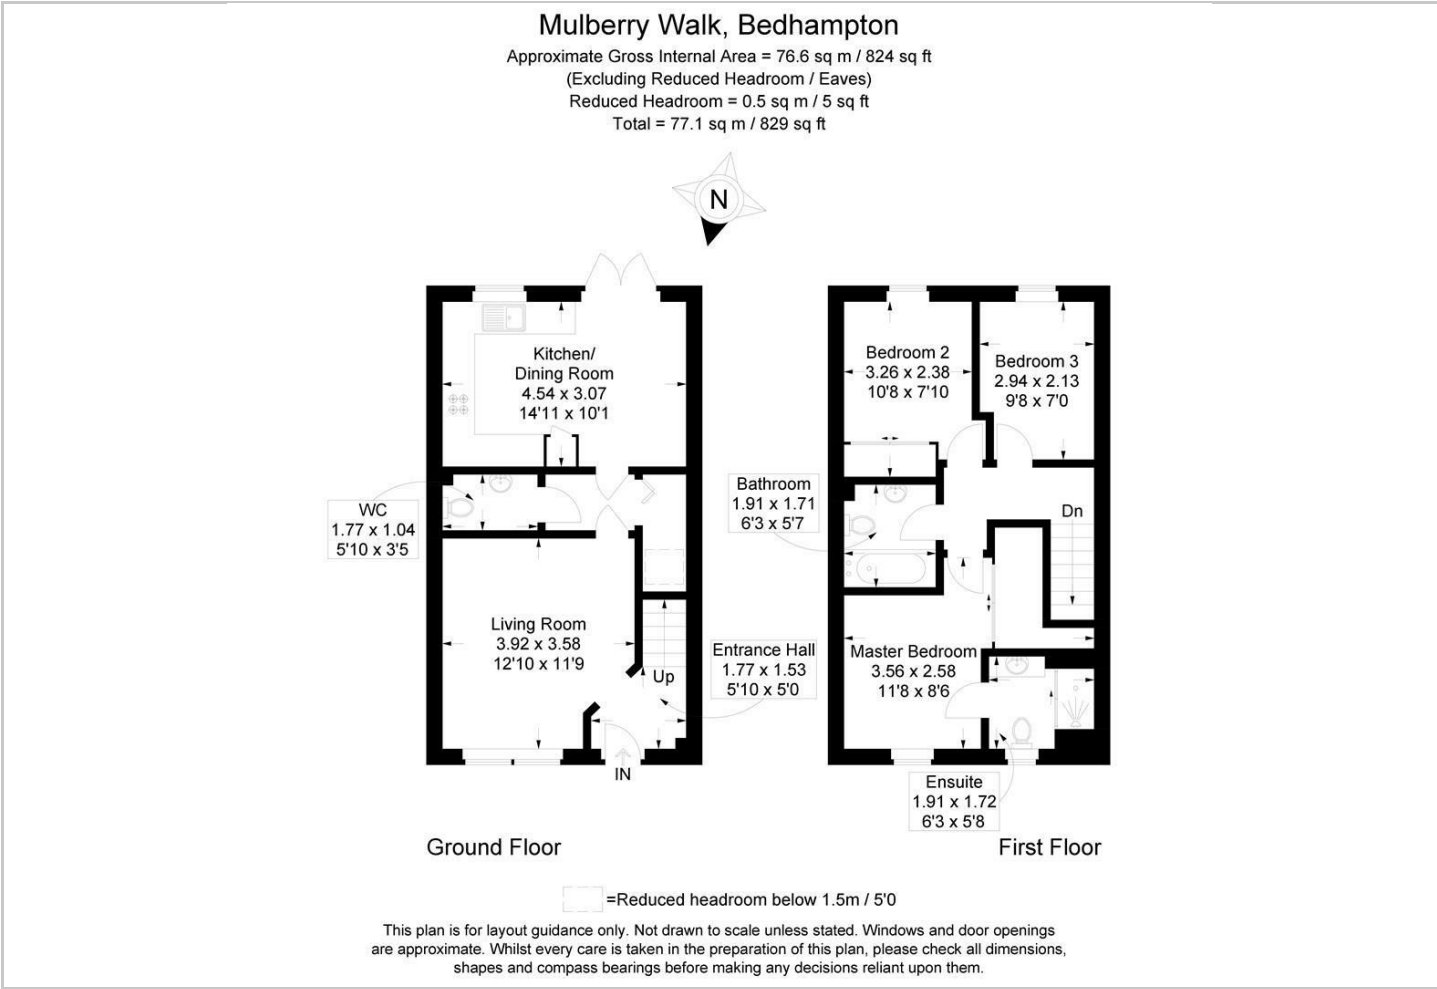 Mulberry Walk, Bedhampton
Approximate Gross Internal Area = 76.6 sq m / 824 sq ft
(Excluding Reduced Headroom / Eaves)
Reduced Headroom = 0.5 sq m / 5 sq ft
Total = 77.1 sq m / 829 sq ft
N
Kitchen/
Dining Room
4.54 x 3.07
14'11 x 10'1
WC
1.77 x 1.04
5'10 x 3'5
Living Room
3.92 x 3.58
12'10 x 11'9
Up
Entrance Hall
1.77 x 1.53
5'10 x 5'0
IN
Ground Floor
Bedroom 2
3.26 x 2.38
10'8 x 7'10
Bedroom 3
2.94 x 2.13
9'8 x 7'0
Bathroom
1.91 x 1.71
6'3 x 5'7
Dn
Master Bedroom
3.56 x 2.58
11'8 x 8'6
Ensuite
1.91 x 1.72
6'3 x 5'8
First Floor
=Reduced headroom below 1.5m / 5'0
This plan is for layout guidance only. Not drawn to scale unless stated. Windows and door openings
are approximate. Whilst every care is taken in the preparation of this plan, please check all dimensions,
shapes and compass bearings before making any decisions reliant upon them.